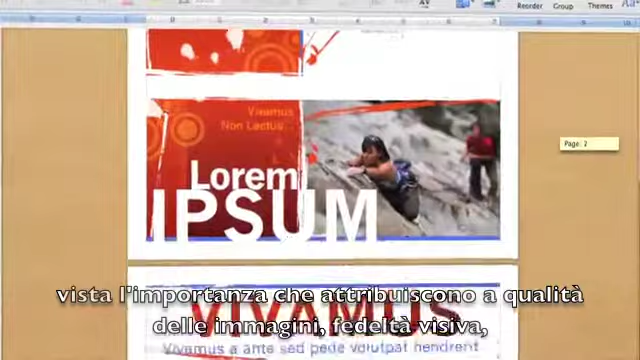 Reorder Group Themes
Page: 2
Vivamus
Non Lectus...
Lorem
IPSUM
VIVAMUS
Vivamus a ante sed pede volutpat hendrerit
vista l'importanza che attribuiscono a qualità
delle immagini, fedeltà visiva,